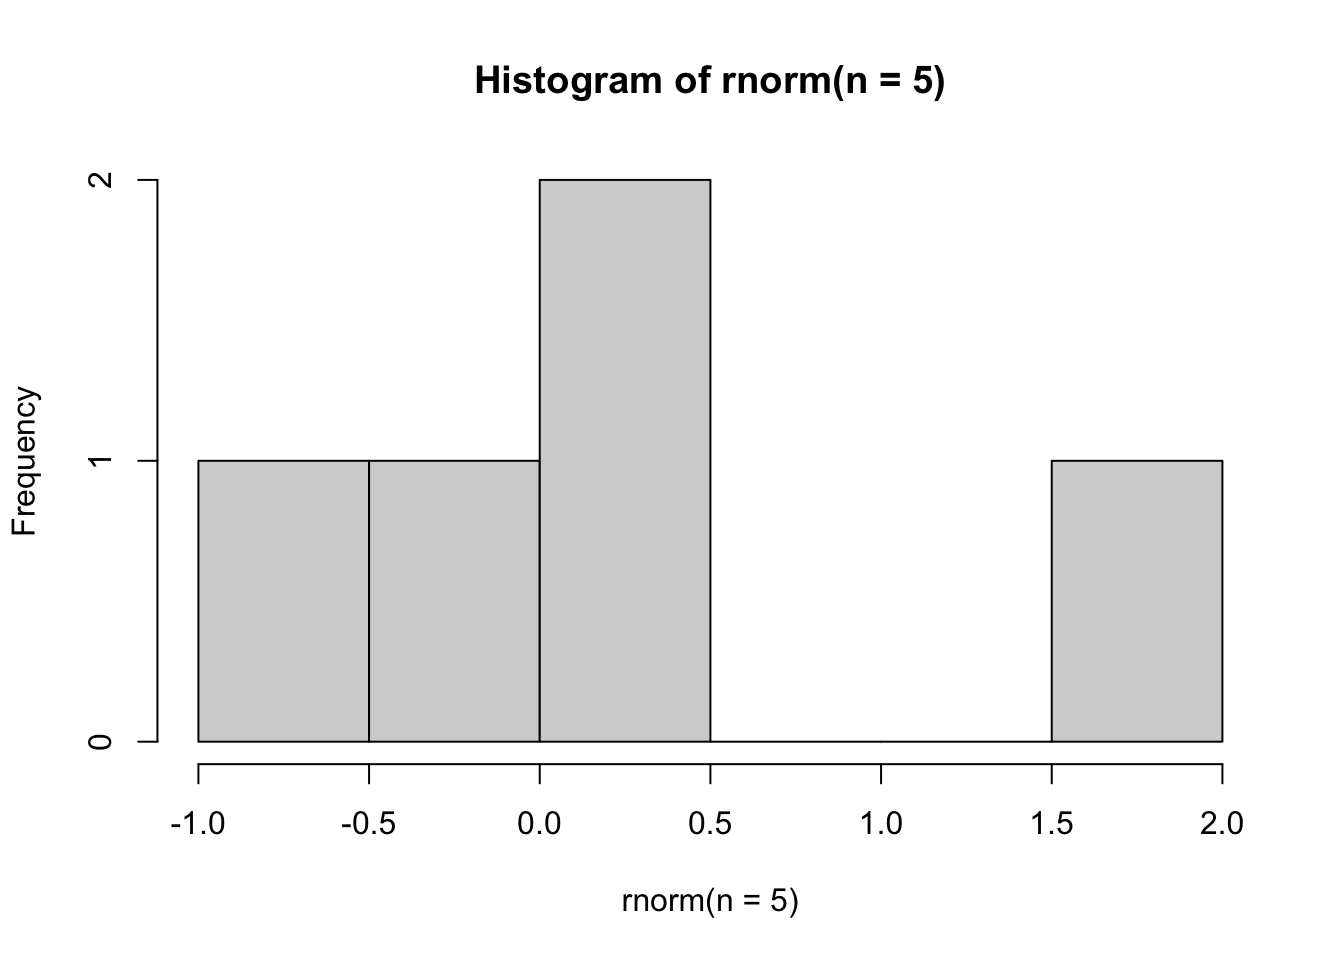 Histogram of rnorm(n = 5)
Frequency
2
1
0
-1.0 -0.5 0.0 0.5 1.0 1.5 2.0
rnorm(n = 5)